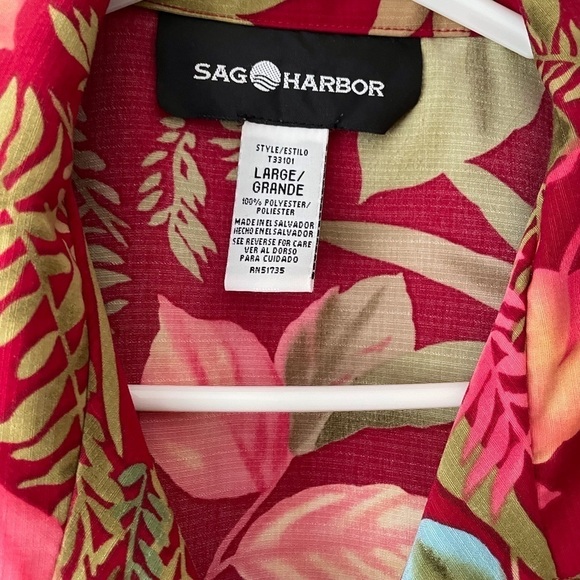 SAG HARBOR
STYLE/ESTILO
T33101
LARGE/
GRANDE
100% POLYESTER/
POLIESTER
MADE IN EL SALVADOR
HECHO EN EL SALVADOR
SEE REVERSE FOR CARE
VER AL DORSO
PARA CUIDADO
RN51735